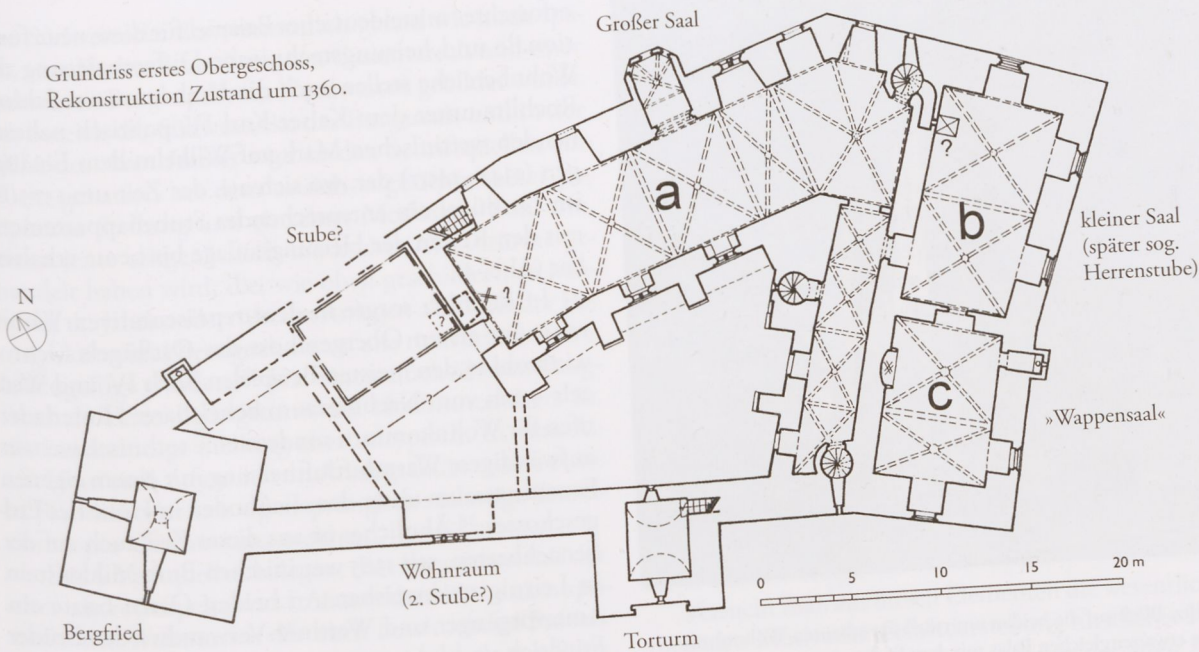 Grundriss erstes Obergeschoss,
Rekonstruktion Zustand um 1360.
Großer Saal
Stube?
a
b
c
?
?
?
?
kleiner Saal
(später sog.
Herrenstube)
»Wappensaal«
N
Wohnraum
(2. Stube?)
Bergfried
Torturm
0
5
10
15
20 m